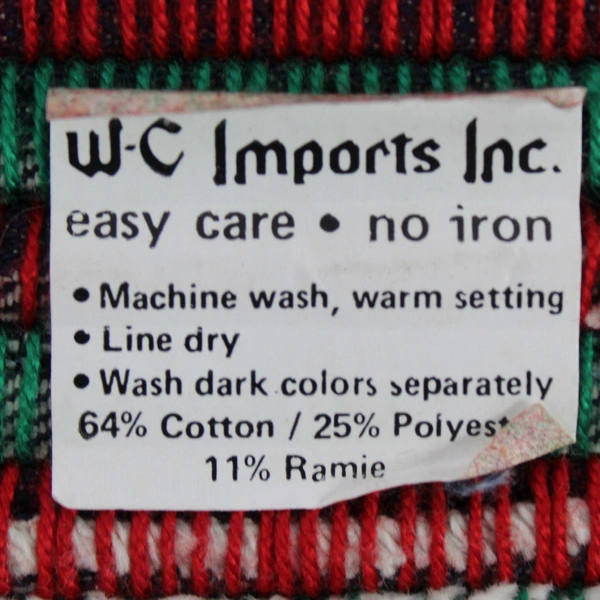 W-C Imports Inc.
easy care • no iron
• Machine wash, warm setting
• Line dry
• Wash dark colors separately
64% Cotton / 25% Polyest
11% Ramie